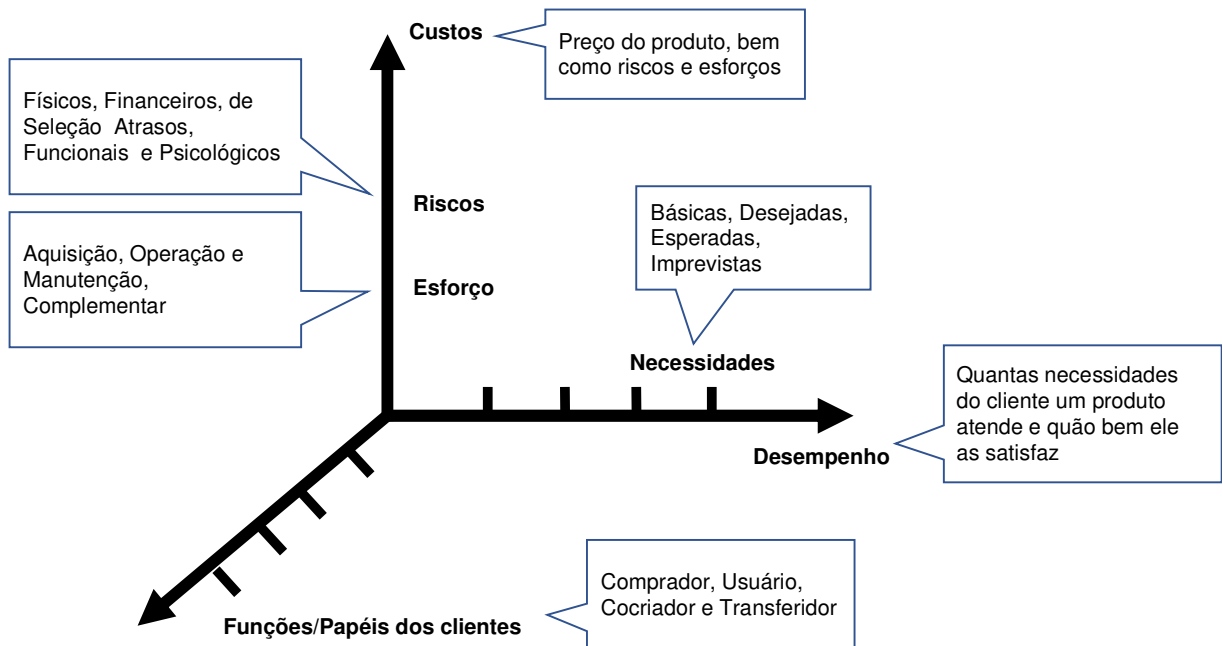 Custos
Preço do produto, bem
como riscos e esforços
Físicos, Financeiros, de
Seleção Atrasos,
Funcionais e Psicológicos
Riscos
Aquisição, Operação e
Manutenção,
Complementar
Esforço
Básicas, Desejadas,
Esperadas,
Imprevistas
Necessidades
Quantas necessidades
do cliente um produto
atende e quão bem ele
as satisfaz
Desempenho
Comprador, Usuário,
Cocriador e Transferidor
Funções/Papéis dos clientes